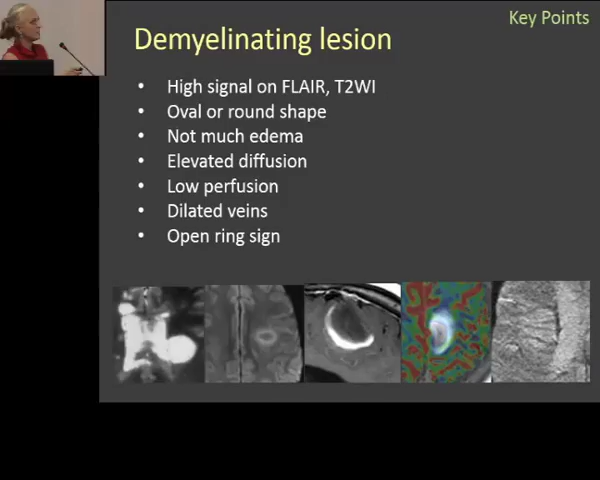 Key Points
Demyelinating lesion
• High signal on FLAIR, T2WI
• Oval or round shape
• Not much edema
• Elevated diffusion
• Low perfusion
• Dilated veins
• Open ring sign